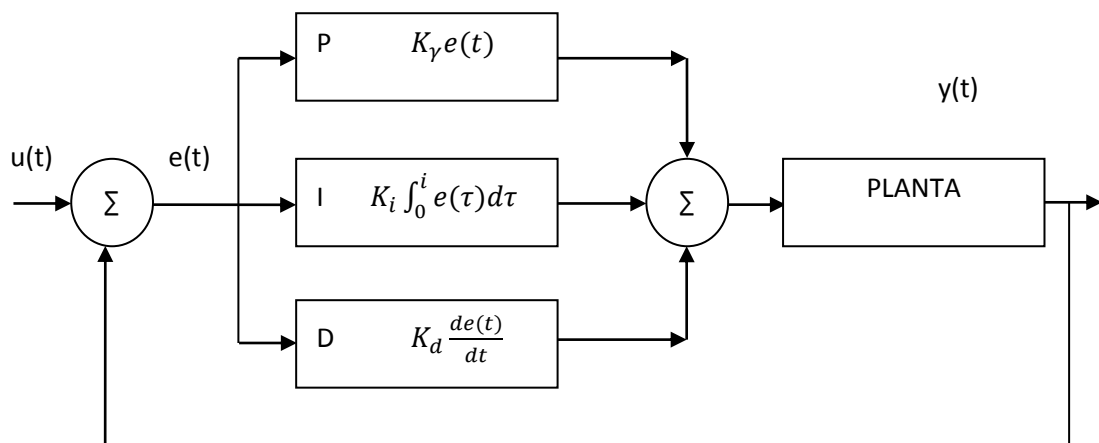 P K_γ e(t)
y(t)
u(t)
e(t)
Σ
I K_i ∫_0^i e(τ)dτ
Σ
PLANTA
D K_d de(t)/dt